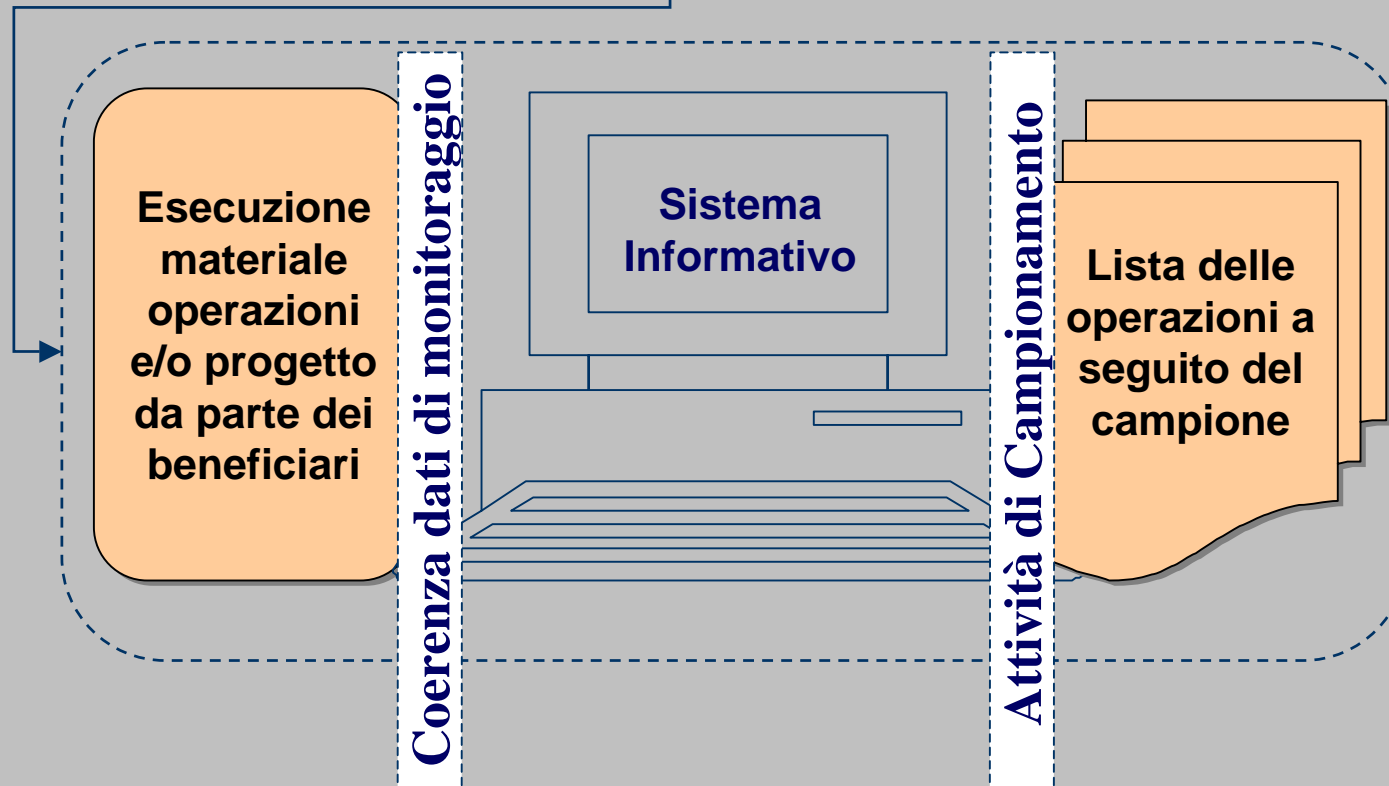 Esecuzione
materiale
operazioni
e/o progetto
da parte dei
beneficiari
Coerenza dati di monitoraggio
Sistema
Informativo
Attività di Campionamento
Lista delle
operazioni a
seguito del
campione